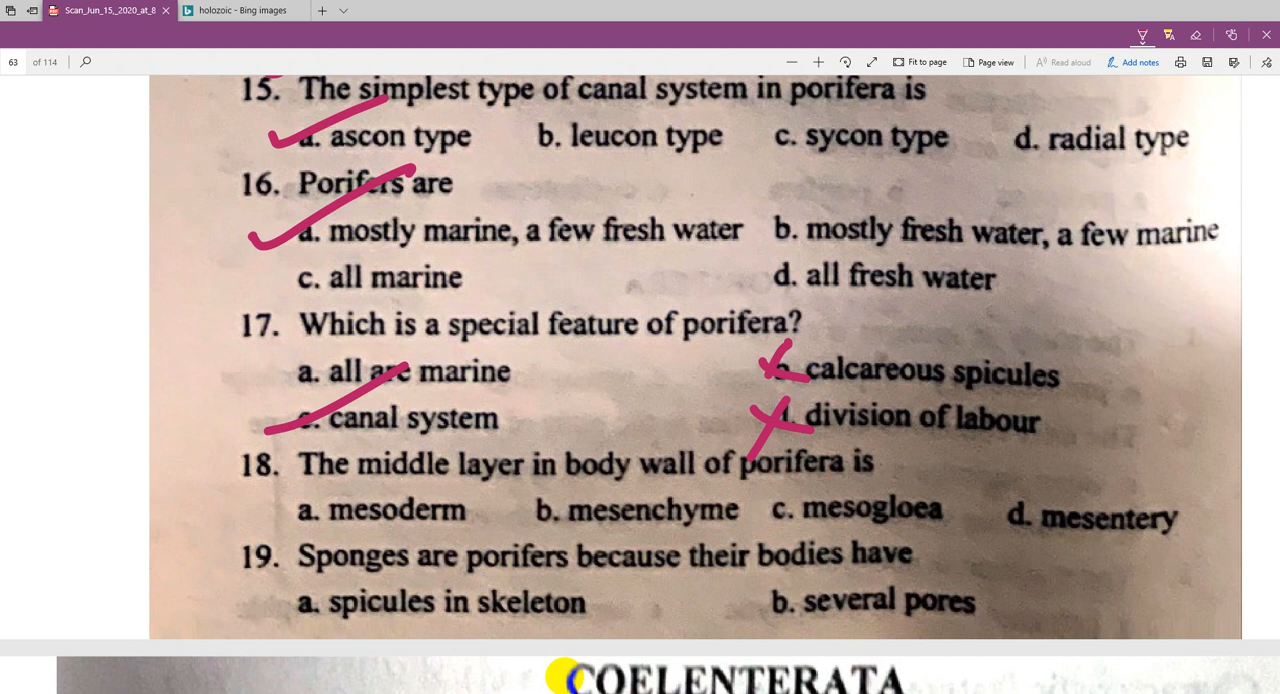 Scan_Jun_15,_2020_at_8
holozoic - Bing images
63 of 114
Fit to page
Page view
Read aloud
Add notes
15. The simplest type of canal system in porifera is
a. ascon type b. leucon type c. sycon type d. radial type
16. Porifers are
a. mostly marine, a few fresh water b. mostly fresh water, a few marine
c. all marine d. all fresh water
17. Which is a special feature of porifera?
a. all are marine b. calcareous spicules
c. canal system d. division of labour
18. The middle layer in body wall of porifera is
a. mesoderm b. mesenchyme c. mesogloea d. mesentery
19. Sponges are porifers because their bodies have
a. spicules in skeleton b. several pores
COELENTERATA